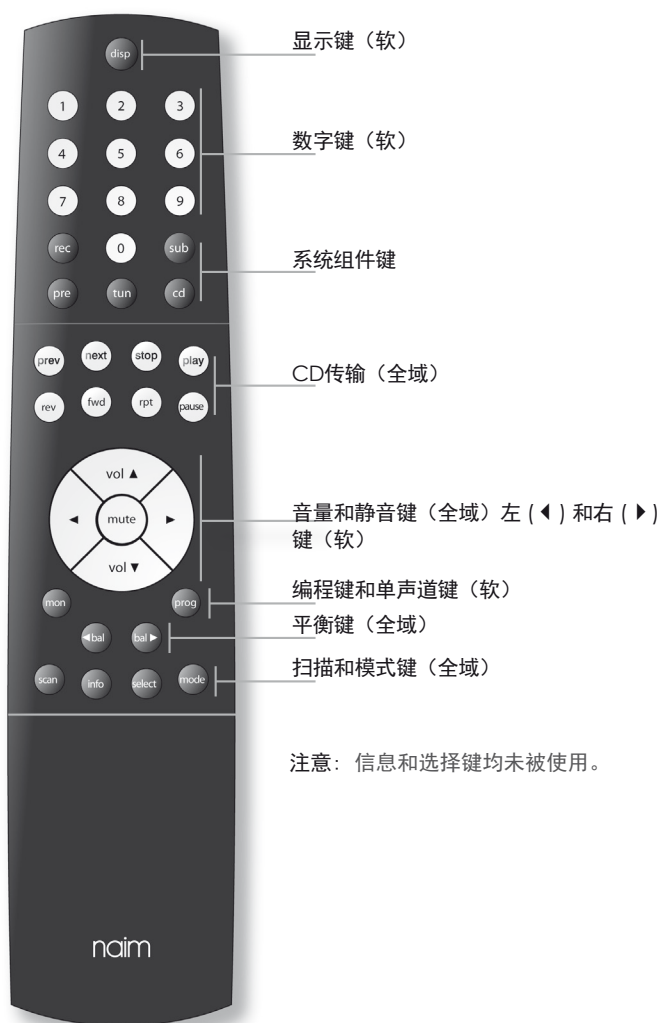 disp
显示键（软）
1 2 3
数字键（软）
4 5 6
7 8 9
rec 0 sub
系统组件键
pre tun cd
prev next stop play
CD传输（全域）
rev fwd rpt pause
vol ▲
◀ mute ▶
音量和静音键（全域）左 (◀) 和右 (▶)
键（软）
vol ▼
mon prog
编程键和单声道键（软）
◀bal bal▶
平衡键（全域）
scan info select mode
扫描和模式键（全域）
注意：信息和选择键均未被使用。
naim